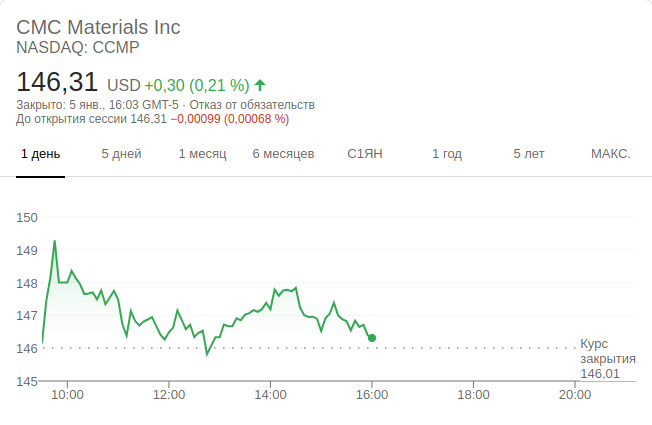 CMC Materials Inc
NASDAQ: CCMP
146,31 USD +0,30 (0,21 %)
Закрыто: 5 янв., 16:03 GMT-5 · Отказ от обязательств
До открытия сессии 146,31 −0,00099 (0,00068 %)
1 день 5 дней 1 месяц 6 месяцев С1ЯН 1 год 5 лет МАКС.
150
149
148
147
146
145
Курс
закрытия
146,01
10:00 12:00 14:00 16:00 18:00 20:00